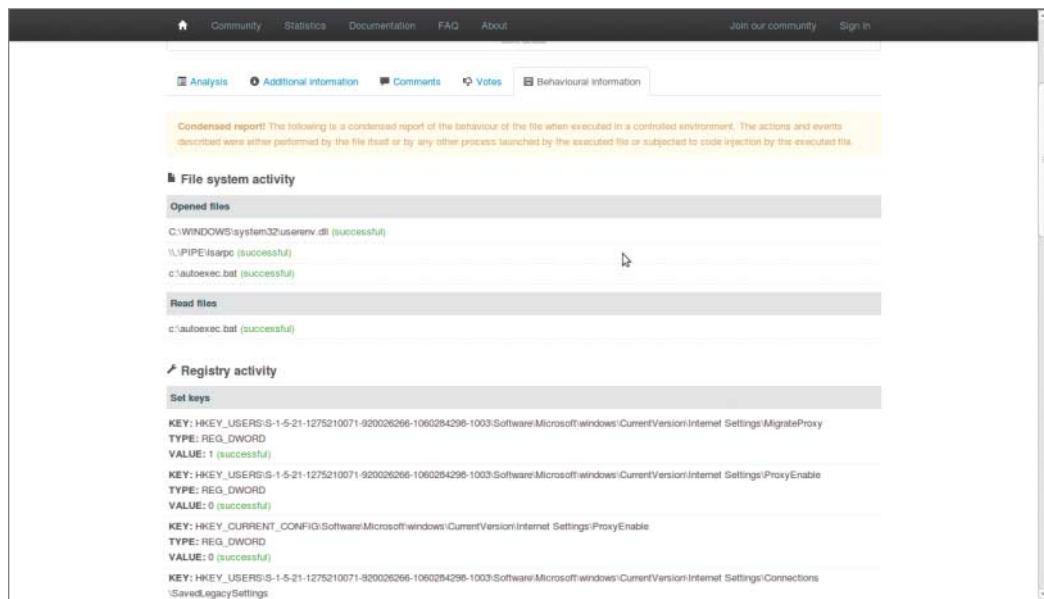 Community Statistics Documentation FAQ About Join our community Sign in
Analysis Additional information Comments Votes Behavioural information
Condensed report! The following is a condensed report of the behaviour of the file when executed in a controlled environment. The actions and events
described were either performed by the file itself or by any other process launched by the executed file or subjected to code injection by the executed file
File system activity
Opened files
C:\WINDOWS\system32\userenv.dll (successful)
\\.\PIPE\lsarpc (successful)
c:\autoexec.bat (successful)
Read files
c:\autoexec.bat (successful)
Registry activity
Set keys
KEY: HKEY_USERS\S-1-5-21-1275210071-920026266-1060284298-1003\Software\Microsoft\windows\CurrentVersion\Internet Settings\MigrateProxy
TYPE: REG_DWORD
VALUE: 1 (successful)
KEY: HKEY_USERS\S-1-5-21-1275210071-920026266-1060284298-1003\Software\Microsoft\windows\CurrentVersion\Internet Settings\ProxyEnable
TYPE: REG_DWORD
VALUE: 0 (successful)
KEY: HKEY_CURRENT_CONFIG\Software\Microsoft\windows\CurrentVersion\Internet Settings\ProxyEnable
TYPE: REG_DWORD
VALUE: 0 (successful)
KEY: HKEY_USERS\S-1-5-21-1275210071-920026266-1060284298-1003\Software\Microsoft\windows\CurrentVersion\Internet Settings\Connections
\SavedLegacySettings